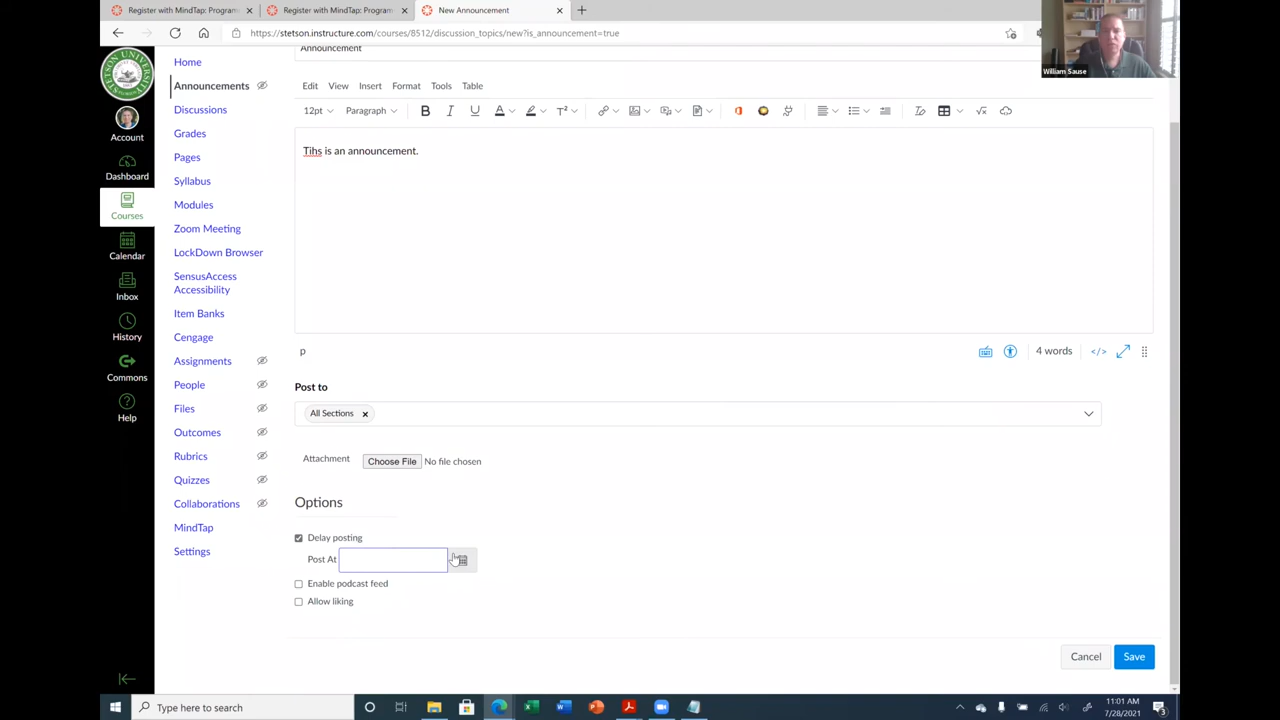 Register with MindTap: Program
Register with MindTap: Program
New Announcement
https://stetson.instructure.com/courses/8512/discussion_topics/new?is_announcement=true
William Sause
STETSON UNIVERSITY
Account
Dashboard
Courses
Calendar
Inbox
History
Commons
Help
Home
Announcements
Discussions
Grades
Pages
Syllabus
Modules
Zoom Meeting
LockDown Browser
SensusAccess
Accessibility
Item Banks
Cengage
Assignments
People
Files
Outcomes
Rubrics
Quizzes
Collaborations
MindTap
Settings
Announcement
Edit View Insert Format Tools Table
12pt Paragraph B I U A T²
Tihs is an announcement.
p 4 words </>
Post to
All Sections x
Attachment Choose File No file chosen
Options
Delay posting
Post At
Enable podcast feed
Allow liking
Cancel Save
Type here to search
11:01 AM
7/28/2021
3